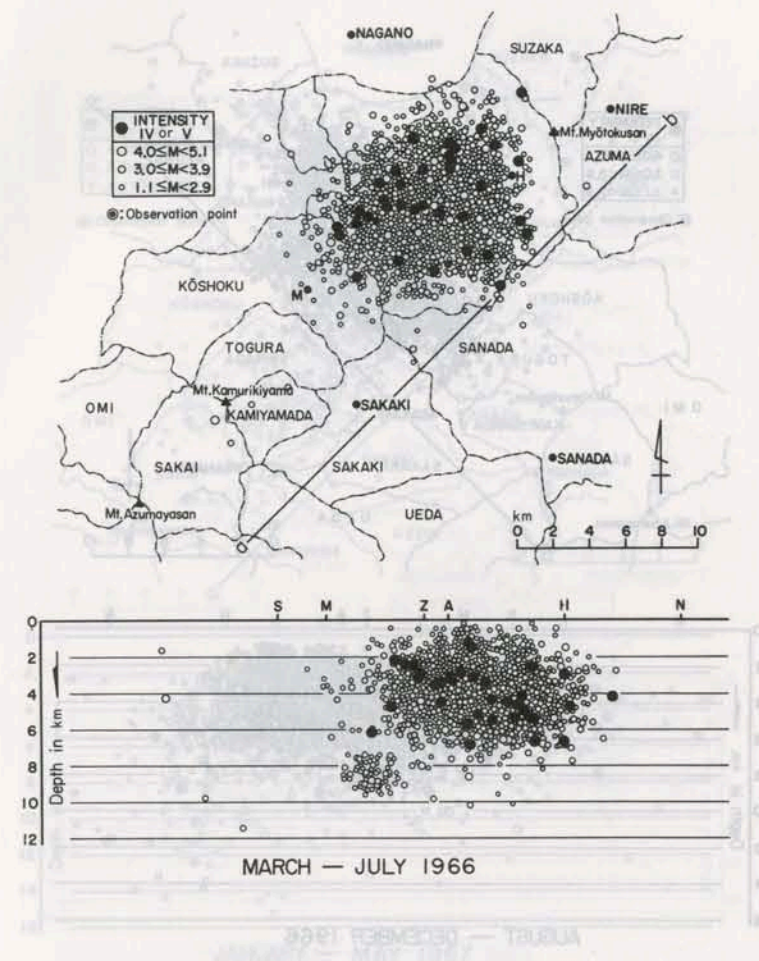 NAGANO
SUZAKA
INTENSITY
IV or V
4.0≤M<5.1
3.0≤M<3.9
1.1≤M<2.9
⊚: Observation point
NIRE
Mt.Myōtokusan
AZUMA
H
KŌSHOKU
M
TOGURA
SANADA
Mt.Kamurikiyama
OMI
KAMIYAMADA
SAKAKI
SAKAI
SAKAKI
SANADA
Mt.Azumayasan
UEDA
km
0 2 4 6 8 10
S M Z A H N
0
2
4
6
8
10
12
Depth in km
MARCH — JULY 1966
AUGUST — DECEMBER 1966